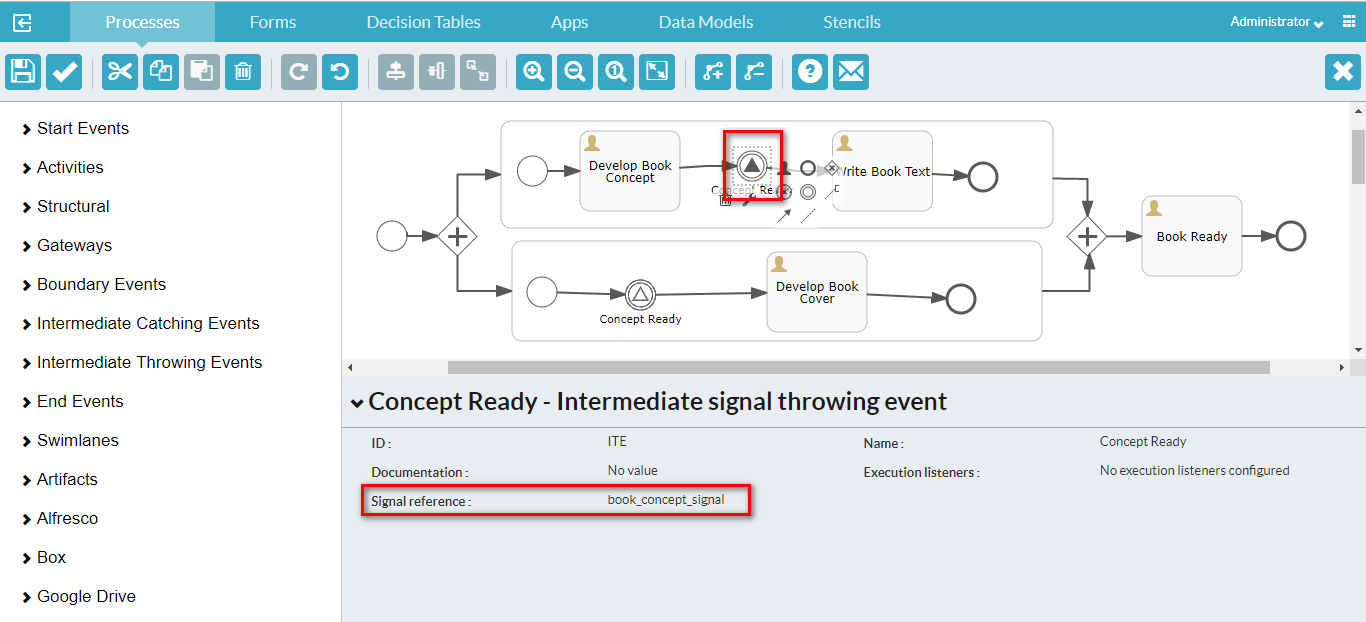 Processes
Forms
Decision Tables
Apps
Data Models
Stencils
Administrator
Start Events
Activities
Structural
Gateways
Boundary Events
Intermediate Catching Events
Intermediate Throwing Events
End Events
Swimlanes
Artifacts
Alfresco
Box
Google Drive
Develop Book
Concept
Concept Ready
Write Book Text
Concept Ready
Develop Book
Cover
Book Ready
Concept Ready - Intermediate signal throwing event
ID : ITE
Name : Concept Ready
Documentation : No value
Execution listeners : No execution listeners configured
Signal reference : book_concept_signal